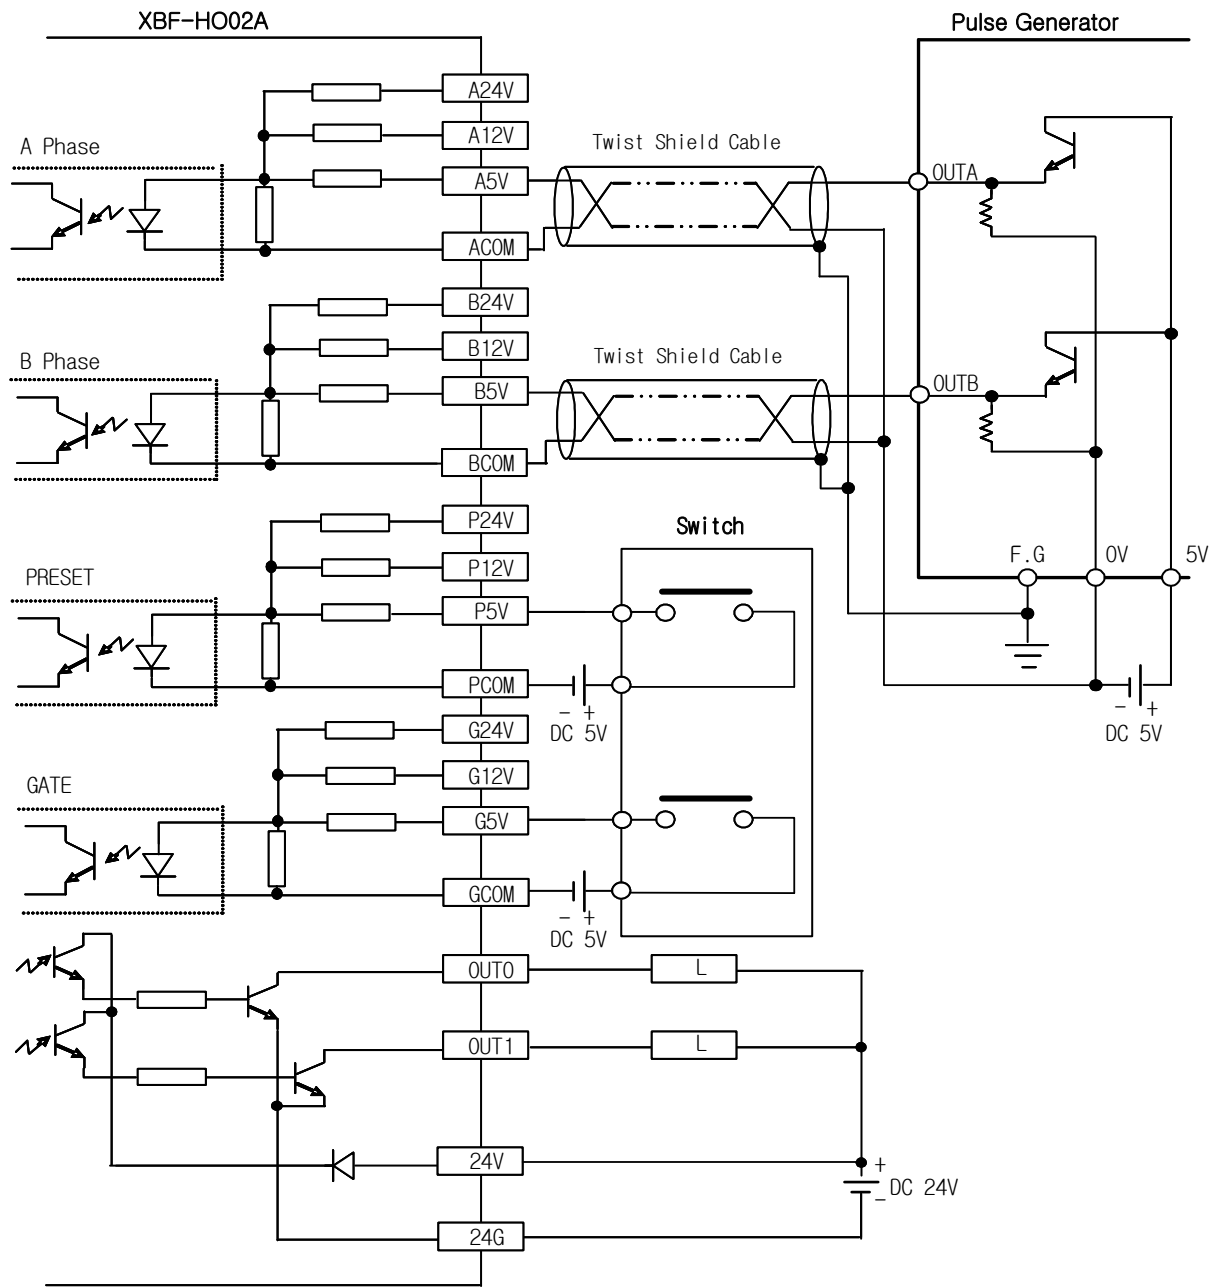 XBF-HO02A
Pulse Generator
A24V
A12V
A Phase
Twist Shield Cable
A5V
OUTA
ACOM
B24V
B12V
B Phase
Twist Shield Cable
B5V
OUTB
BCOM
P24V
Switch
F.G
0V
5V
P12V
PRESET
P5V
PCOM
- +
DC 5V
- +
DC 5V
G24V
G12V
GATE
G5V
GCOM
- +
DC 5V
OUT0
L
OUT1
L
24V
+
DC 24V
-
24G